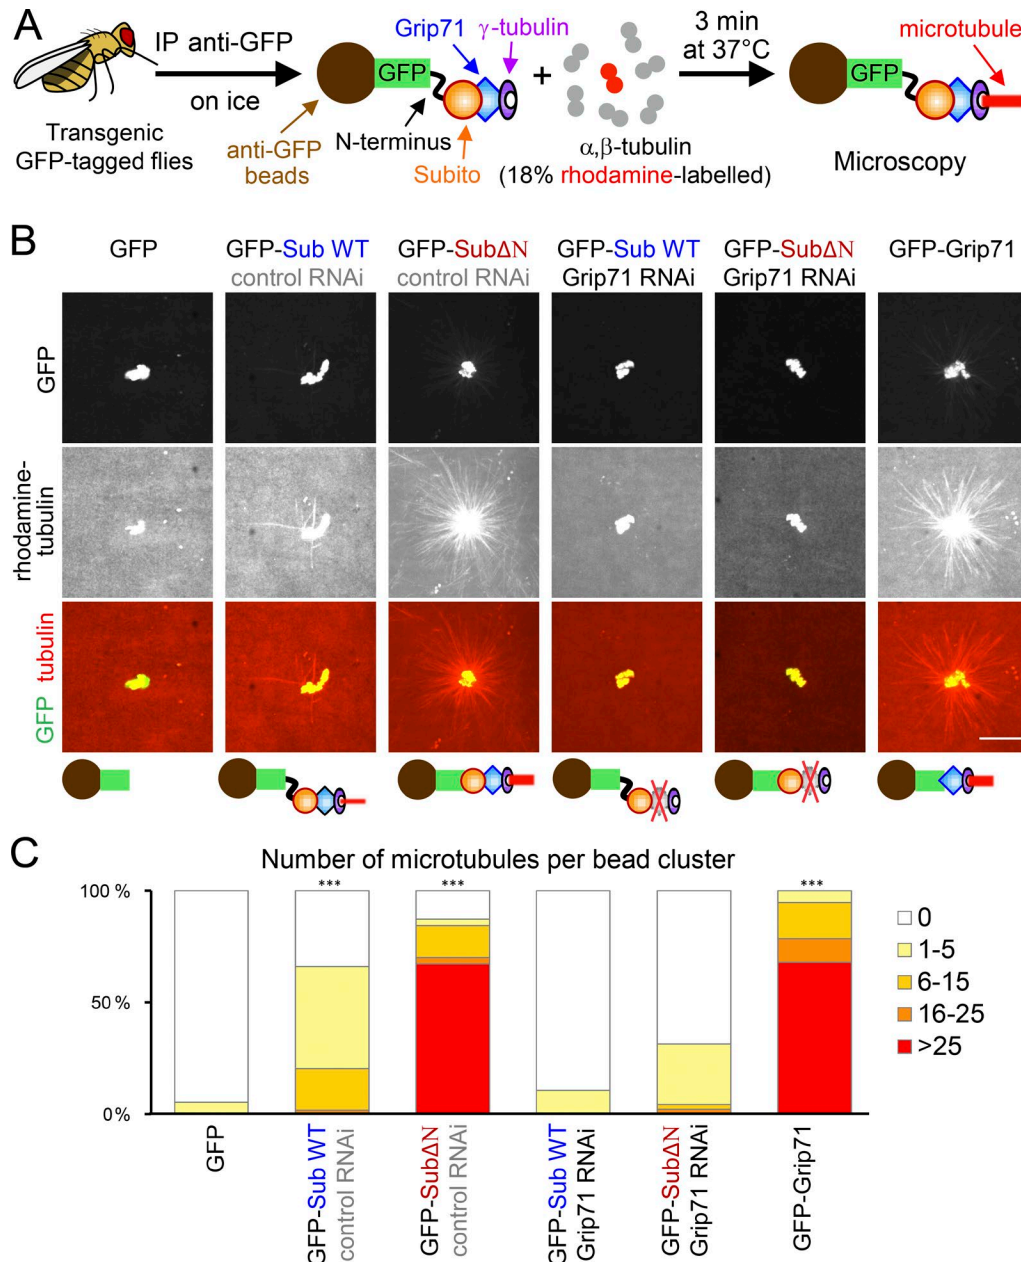 A
IP anti-GFP
on ice
Transgenic
GFP-tagged flies
anti-GFP
beads
GFP
N-terminus
Grip71
γ-tubulin
Subito
+
α,β-tubulin
(18% rhodamine-labelled)
3 min
at 37°C
GFP
microtubule
Microscopy
B
GFP
GFP-Sub WT
control RNAi
GFP-SubΔN
control RNAi
GFP-Sub WT
Grip71 RNAi
GFP-SubΔN
Grip71 RNAi
GFP-Grip71
GFP
rhodamine-
tubulin
GFP tubulin
C
Number of microtubules per bead cluster
100 %
50 %
0 %
***
***
***
0
1-5
6-15
16-25
>25
GFP
GFP-Sub WT
control RNAi
GFP-SubΔN
control RNAi
GFP-Sub WT
Grip71 RNAi
GFP-SubΔN
Grip71 RNAi
GFP-Grip71